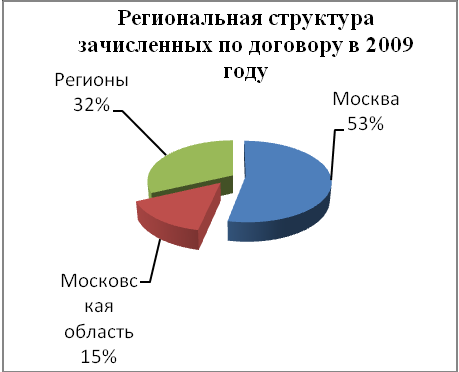 Региональная структура
зачисленных по договору в 2009
году
Регионы
32%
Москва
53%
Московс
кая
область
15%